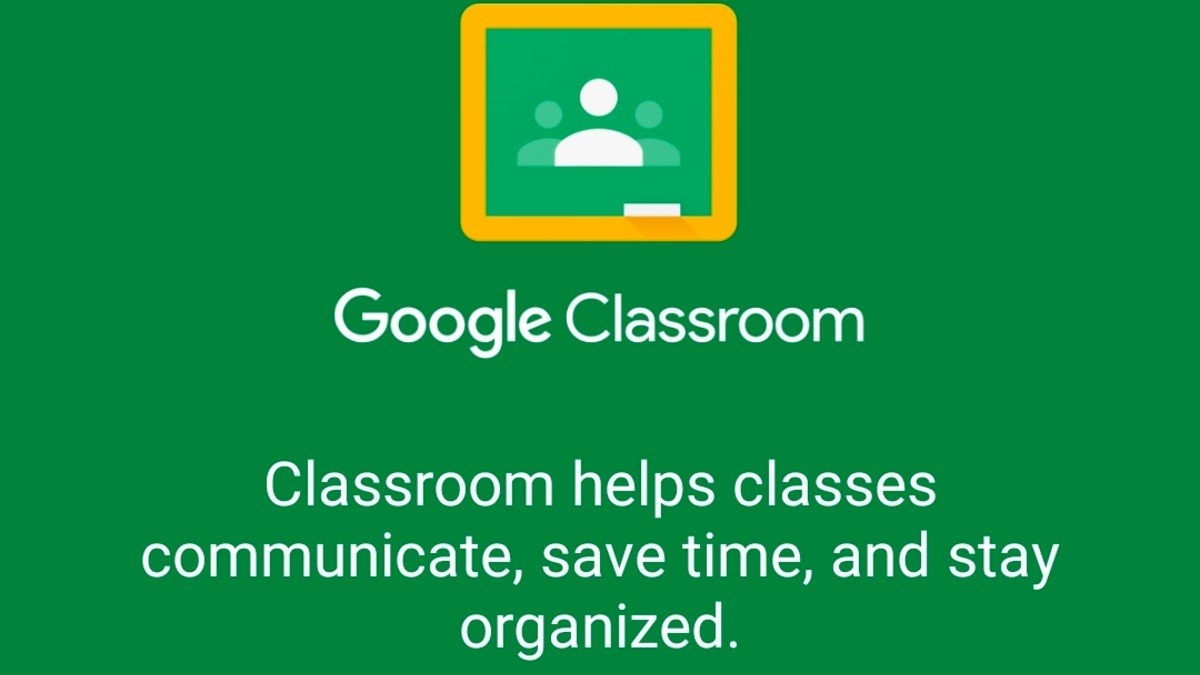 Google Classroom
Classroom helps classes
communicate, save time, and stay
organized.